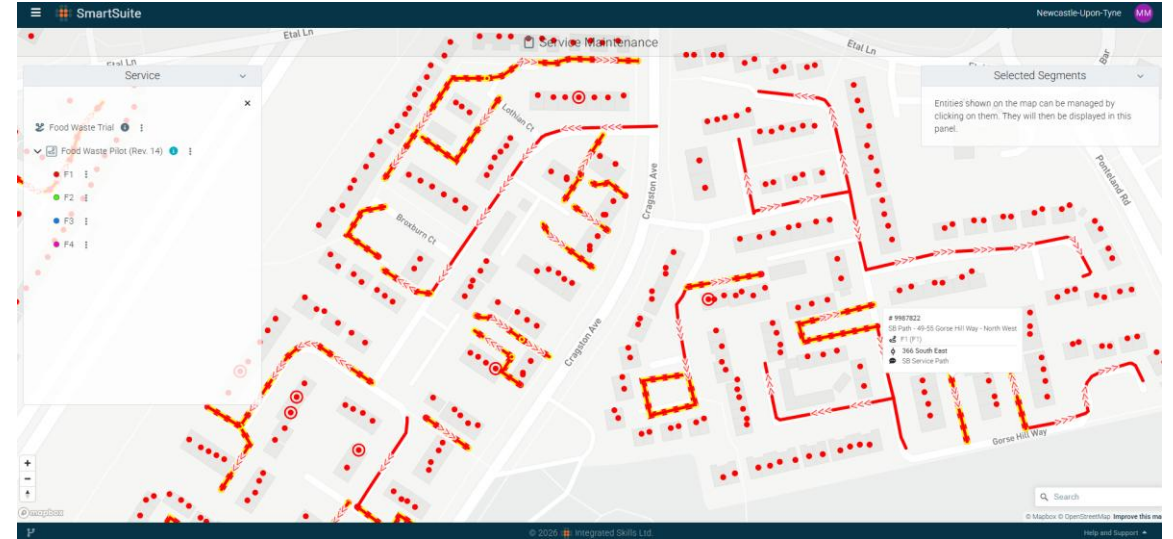 SmartSuite
Newcastle-Upon-Tyne
MM
Service Maintenance
Etal Ln
Etal Ln
Etal Ln
Bar
Service
Selected Segments
Entities shown on the map can be managed by
clicking on them. They will then be displayed in this
panel.
Food Waste Trial
Food Waste Pilot (Rev. 14)
F1
F2
F3
F4
Lothian Ct
Broxburn Ct
Cragston Ave
Cragston Ave
Ponteland Rd
# 9987822
SB Path - 49-55 Gorse Hill Way - North West
F1 (F1)
366 South East
SB Service Path
Gorse Hill Way
Search
mapbox
© Mapbox © OpenStreetMap Improve this ma
© 2026 Integrated Skills Ltd.
Help and Support